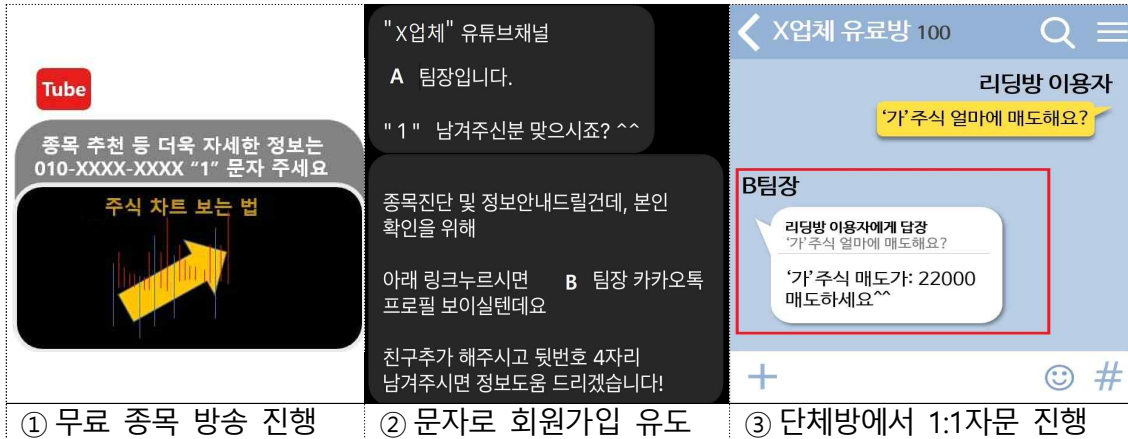 Tube
종목 추천 등 더욱 자세한 정보는
010-XXXX-XXXX “1” 문자 주세요
주식 차트 보는 법
① 무료 종목 방송 진행
"X업체" 유튜브채널
A 팀장입니다.
"1" 남겨주신분 맞으시죠? ^^
종목진단 및 정보안내드릴건데, 본인
확인을 위해
아래 링크누르시면 B 팀장 카카오톡
프로필 보이실텐데요
친구추가 해주시고 뒷번호 4자리
남겨주시면 정보도움 드리겠습니다!
② 문자로 회원가입 유도
X업체 유료방 100
리딩방 이용자
‘가’주식 얼마에 매도해요?
B팀장
리딩방 이용자에게 답장
‘가’주식 얼마에 매도해요?
‘가’주식 매도가: 22000
매도하세요^^
#
③ 단체방에서 1:1자문 진행